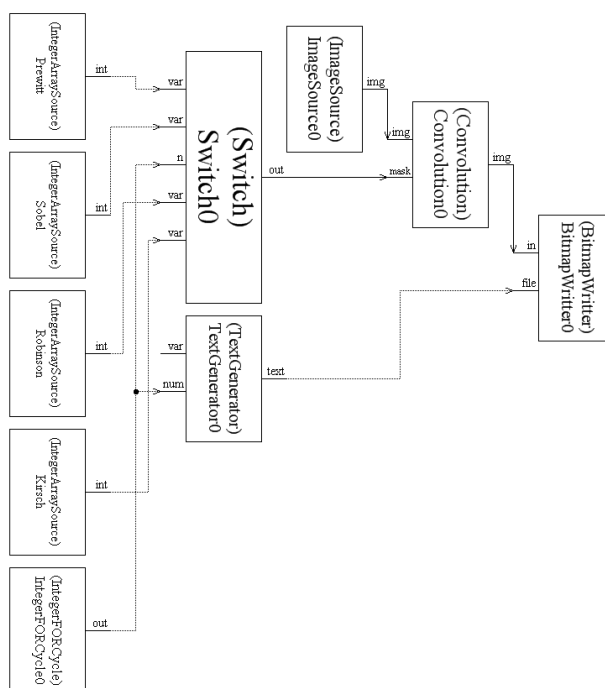 (IntegerArraySource)
Prewitt
int
(IntegerArraySource)
Sobel
int
(IntegerArraySource)
Robinson
int
(IntegerArraySource)
Kirsch
int
(IntegerFORCycle)
IntegerFORCycle0
out
var
var
n
var
var
(Switch)
Switch0
out
var
num
(TextGenerator)
TextGenerator0
text
(ImageSource)
ImageSource0
img
img
mask
(Convolution)
Convolution0
img
in
file
(BitmapWritter)
BitmapWritter0